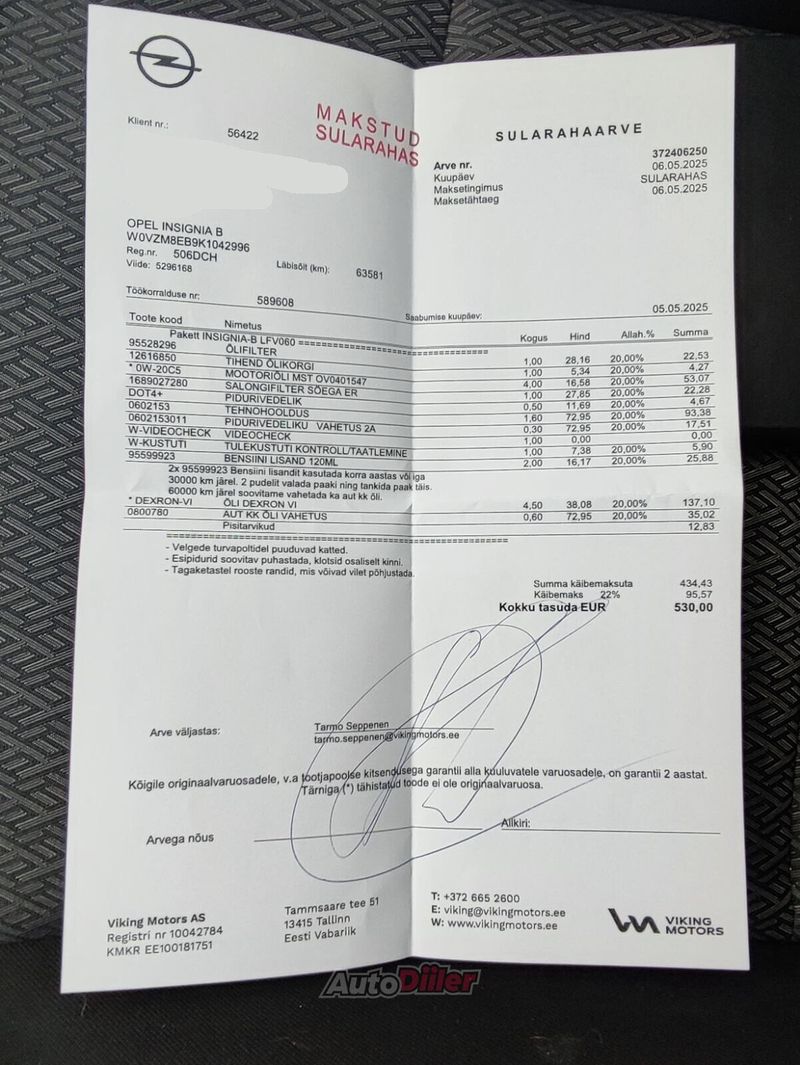 Klient nr.: 56422
MAKSTUD
SULARAHAS
SULARAHAARVE
372406250
Arve nr. 06.05.2025
Kuupäev SULARAHAS
Maksetingimus 06.05.2025
Maksetähtaeg
OPEL INSIGNIA B
W0VZM8EB9K1042996
Reg.nr. 506DCH
Viide: 5296168 Läbisõit (km): 63581
Töökorralduse nr: 589608 Saabumise kuupäev: 05.05.2025
Toote kood Nimetus Kogus Hind Allah.% Summa
Pakett INSIGNIA-B LFV060 ==============================
95528296 ÕLIFILTER 1,00 28,16 20,00% 22,53
12616850 TIHEND ÕLIKORGI 1,00 5,34 20,00% 4,27
* 0W-20C5 MOOTORIÕLI MST OV0401547 4,00 16,58 20,00% 53,07
1689027280 SALONGIFILTER SÖEGA ER 1,00 27,85 20,00% 22,28
DOT4+ PIDURIVEDELIK 0,50 11,69 20,00% 4,67
0602153 TEHNOHOOLDUS 1,60 72,95 20,00% 93,38
0602153011 PIDURIVEDELIKU VAHETUS 2A 0,30 72,95 20,00% 17,51
W-VIDEOCHECK VIDEOCHECK 1,00 0,00 0,00
W-KUSTUTI TULEKUSTUTI KONTROLL/TAATLEMINE 1,00 7,38 20,00% 5,90
95599923 BENSIINI LISAND 120ML 2,00 16,17 20,00% 25,88
2x 95599923 Bensiini lisandit kasutada korra aastas või iga
30000 km järel. 2 pudelit valada paaki ning tankida paak täis.
60000 km järel soovitame vahetada ka aut kk õli.
* DEXRON-VI ÕLI DEXRON VI 4,50 38,08 20,00% 137,10
0800780 AUT KK ÕLI VAHETUS 0,60 72,95 20,00% 35,02
Pisitarvikud 12,83
==================================================
- Velgede turvapoltidel puuduvad katted.
- Esipidurid soovitav puhastada, klotsid osaliselt kinni.
- Tagaketastel rooste randid, mis võivad vilet põhjustada.
Summa käibemaksuta 434,43
Käibemaks 22% 95,57
Kokku tasuda EUR 530,00
Arve väljastas: Tarmo Seppenen
tarmo.seppenen@vikingmotors.ee
Kõigile originaalvaruosadele, v.a tootjapoolse kitsendusega garantii alla kuuluvatele varuosadele, on garantii 2 aastat.
Tärniga (*) tähistatud toode ei ole originaalvaruosa.
Arvega nõus Allkiri:
Viking Motors AS
Registri nr 10042784
KMKR EE100181751
Tammsaare tee 51
13415 Tallinn
Eesti Vabariik
T: +372 665 2600
E: viking@vikingmotors.ee
W: www.vikingmotors.ee
VIKING
MOTORS
AutoDiiler